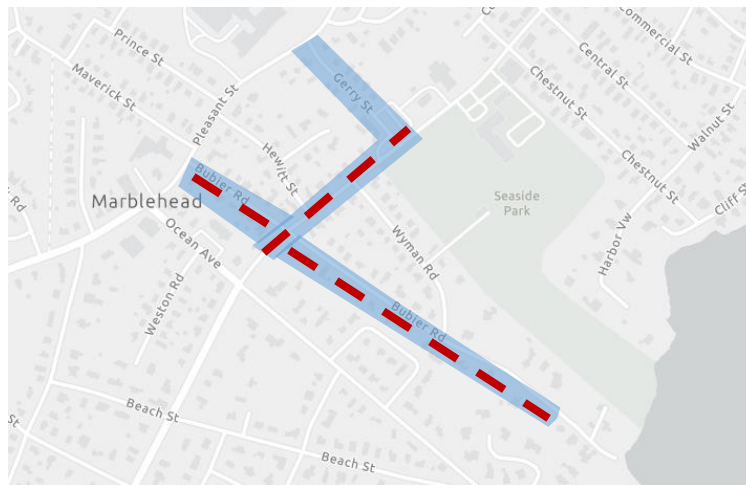 Prince St
Maverick St
Pleasant St
Gerry St
Commercial St
Central St
Chestnut St
Walnut St
Hewitt St
Bubier Rd
Marblehead
Seaside
Park
Chestnut St
Cliff S
Rd
Ocean Ave
Wyman Rd
Harbor Vw
Weston Rd
Bubier Rd
Beach St
St
Beach St